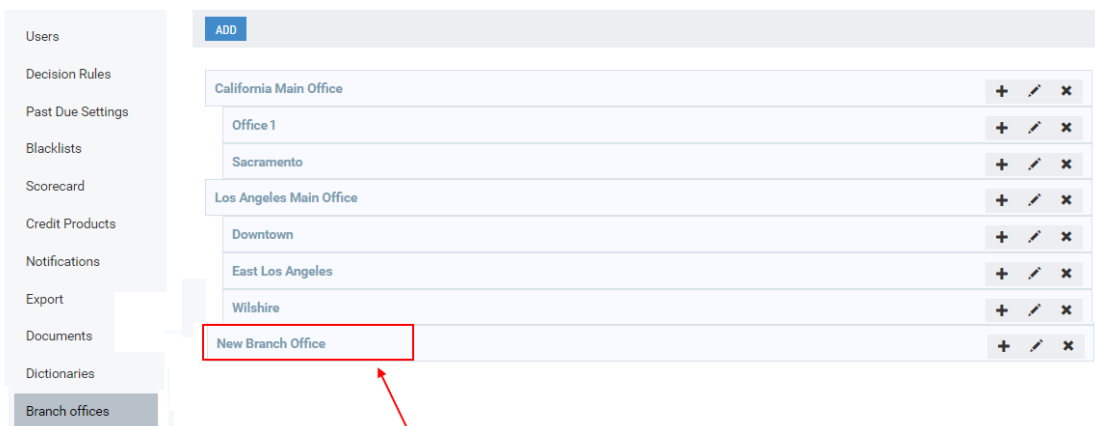 Users
Decision Rules
Past Due Settings
Blacklists
Scorecard
Credit Products
Notifications
Export
Documents
Dictionaries
Branch offices
ADD
California Main Office
Office 1
Sacramento
Los Angeles Main Office
Downtown
East Los Angeles
Wilshire
New Branch Office